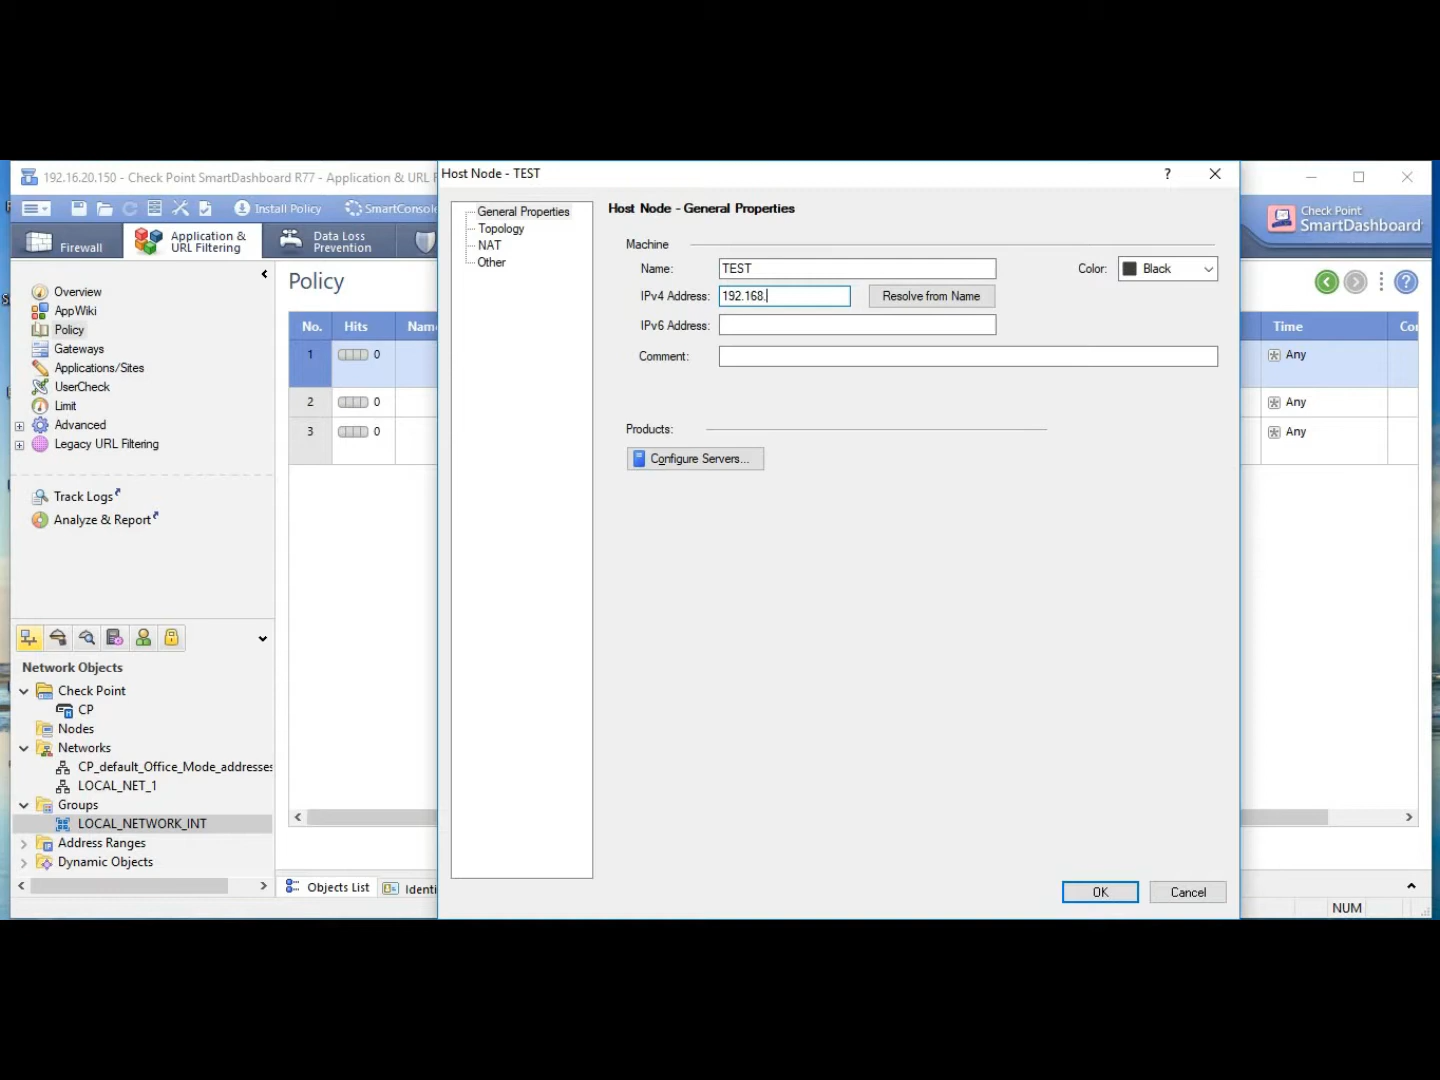 192.16.20.150 - Check Point SmartDashboard R77 - Application & URL F
Host Node - TEST
?
Install Policy
SmartConsole
Firewall
Application &
URL Filtering
Data Loss
Prevention
Check Point
SmartDashboard
Overview
AppWiki
Policy
Gateways
Applications/Sites
UserCheck
Limit
Advanced
Legacy URL Filtering
Track Logs
Analyze & Report
Network Objects
Check Point
CP
Nodes
Networks
CP_default_Office_Mode_addresses
LOCAL_NET_1
Groups
LOCAL_NETWORK_INT
Address Ranges
Dynamic Objects
Policy
No. Hits Name
1 0
2 0
3 0
Objects List
Identi
General Properties
Topology
NAT
Other
Host Node - General Properties
Machine
Name: TEST
Color: Black
IPv4 Address: 192.168.
Resolve from Name
IPv6 Address:
Comment:
Products:
Configure Servers...
OK
Cancel
Time
Any
Any
Any
NUM